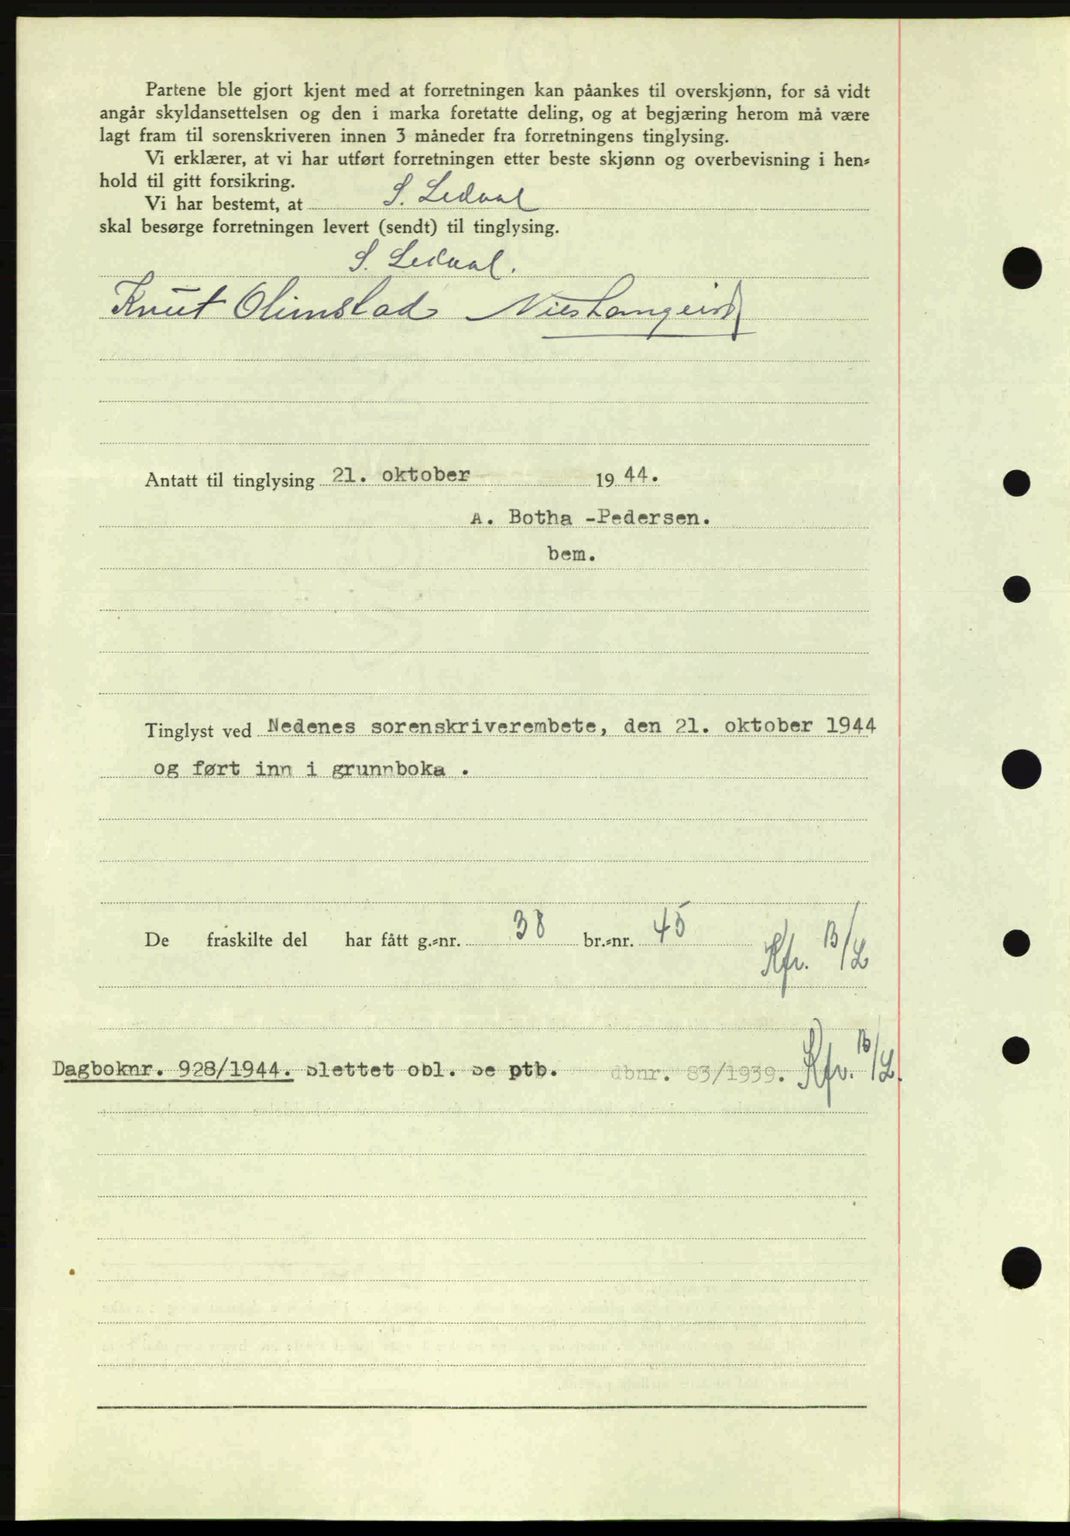 Partene ble gjort kjent med at forretningen kan påankes til overskjønn, for så vidt
angår skyldansettelsen og den i marka foretatte deling, og at begjæring herom må være
lagt fram til sorenskriveren innen 3 måneder fra forretningens tinglysing.
Vi erklærer, at vi har utført forretningen etter beste skjønn og overbevisning i hen=
hold til gitt forsikring.
Vi har bestemt, at S. Ledaal
skal besørge forretningen levert (sendt) til tinglysing.
S. Ledaal.
Knut Olimstad Nils Langeid
Antatt til tinglysing 21. oktober 1944.
A. Botha -Pedersen.
bem.
Tinglyst ved Nedenes sorenskriverembete, den 21. oktober 1944
og ført inn i grunnboka .
De fraskilte del har fått g.=nr. 38 br.=nr. 45
Kfr. B/L
Dagboknr. 928/1944. slettet obl. se ptb. dbnr. 83/1939. Kfr. B/L.